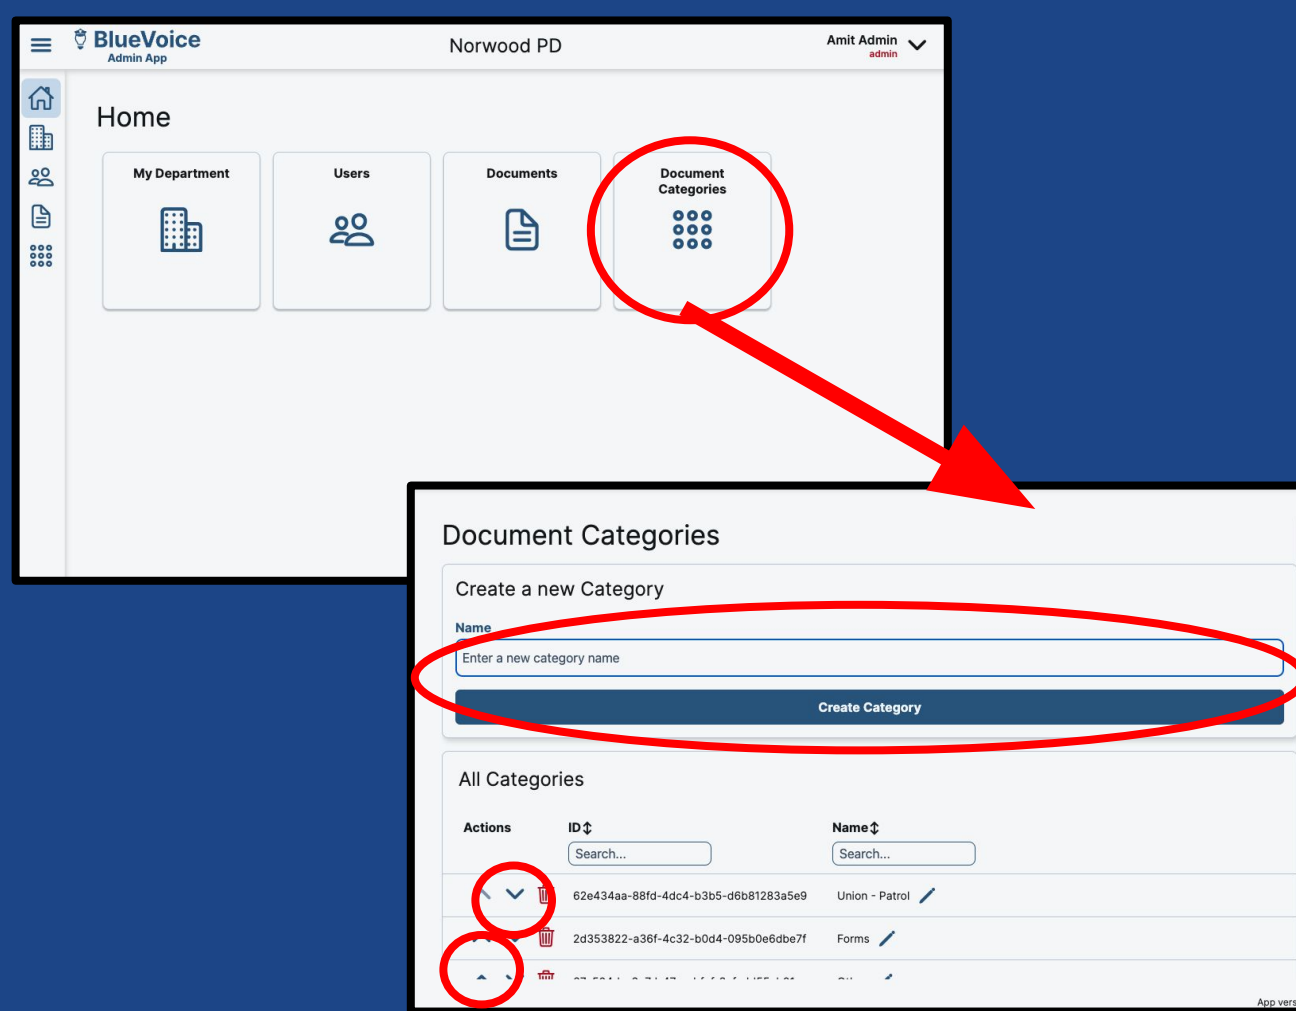 BlueVoice
Admin App
Norwood PD
Amit Admin
admin
Home
My Department
Users
Documents
Document
Categories
Document Categories
Create a new Category
Name
Enter a new category name
Create Category
All Categories
Actions ID Name
Search... Search...
62e434aa-88fd-4dc4-b3b5-d6b81283a5e9 Union - Patrol
2d353822-a36f-4c32-b0d4-095b0e6dbe7f Forms
App vers